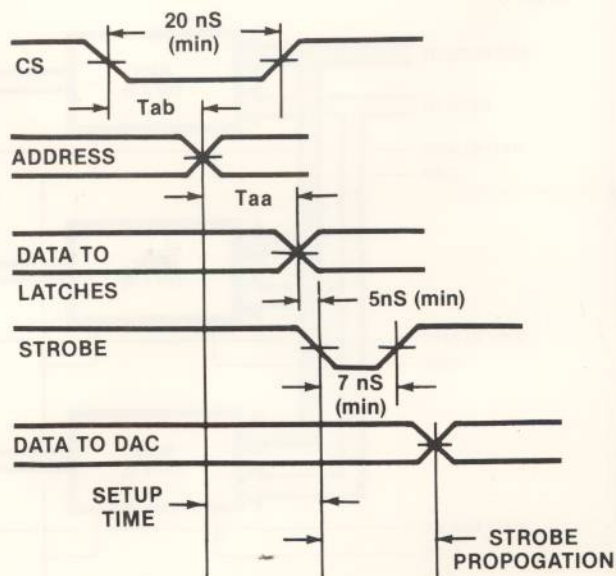 20 nS
(min)
CS
Tab
ADDRESS
Taa
DATA TO
LATCHES
5nS (min)
STROBE
7 nS
(min)
DATA TO DAC
SETUP
TIME
STROBE
PROPOGATION